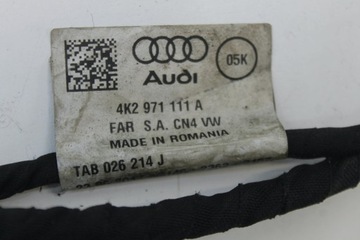 05K
Audi
4K2 971 111 A
FAR S.A. CN4 VW
MADE IN ROMANIA
TAB 026 214 J